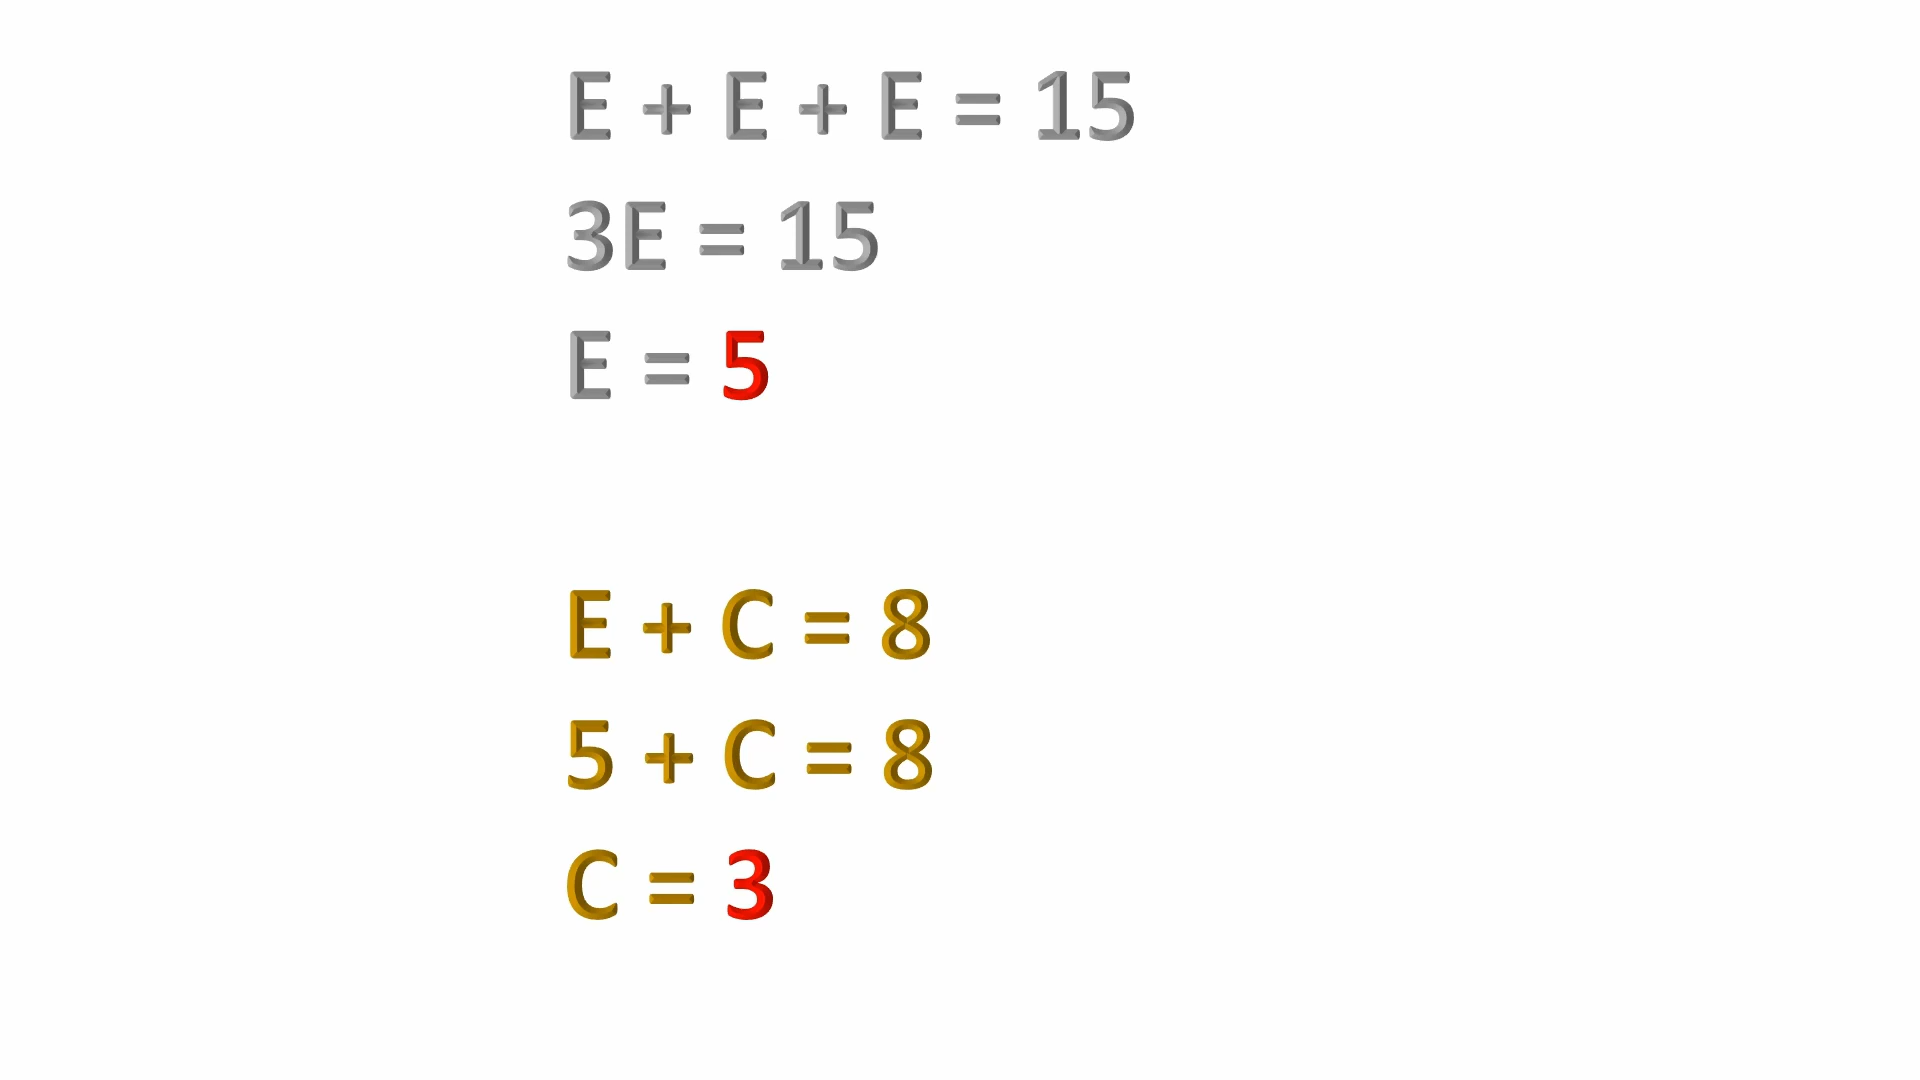 E + E + E = 15
3E = 15
E = 5
E + C = 8
5 + C = 8
C = 3